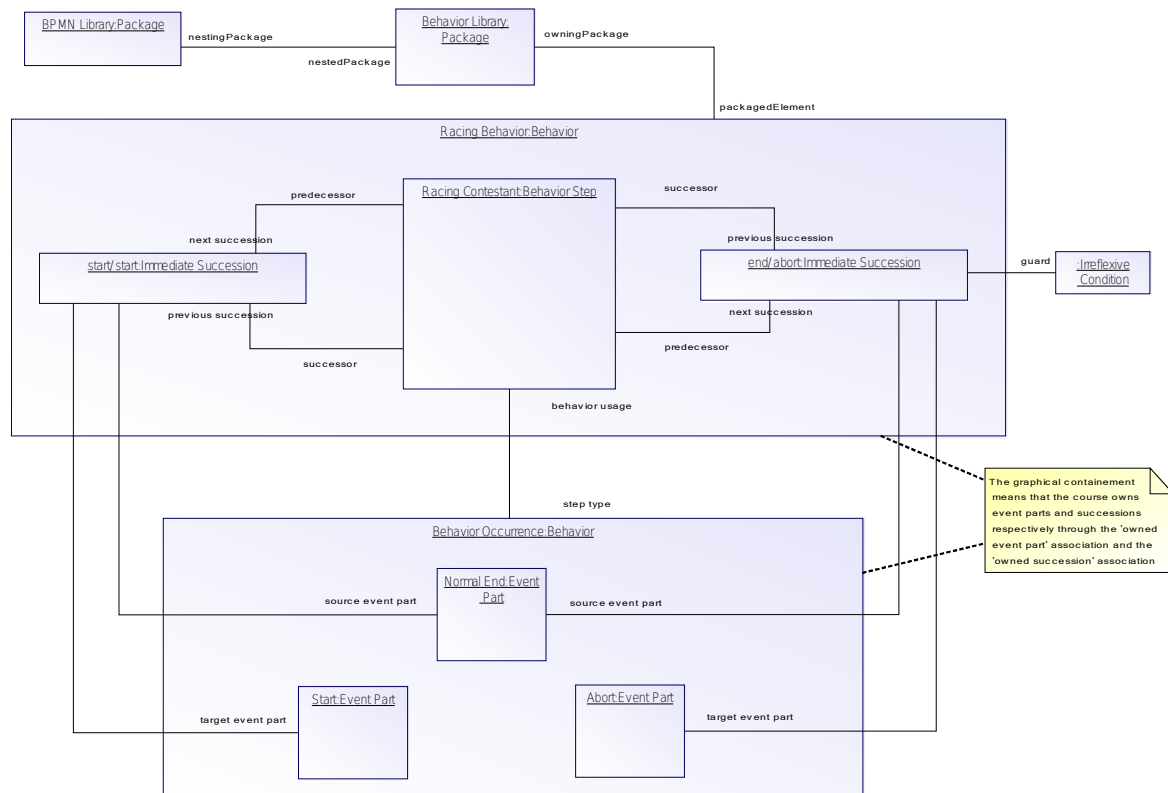 BPMN Library:Package
Behavior Library:
Package
nestingPackage
owningPackage
nestedPackage
packagedElement
Racing Behavior:Behavior
predecessor
Racing Contestant:Behavior Step
successor
next succession
previous succession
start/start:Immediate Succession
end/abort:Immediate Succession
guard
:Irreflexive
Condition
previous succession
next succession
successor
predecessor
behavior usage
step type
The graphical containement
means that the course owns
event parts and successions
respectively through the 'owned
event part' association and the
'owned succession' association
Behavior Occurrence:Behavior
Normal End:Event
Part
source event part
source event part
Start:Event Part
Abort:Event Part
target event part
target event part